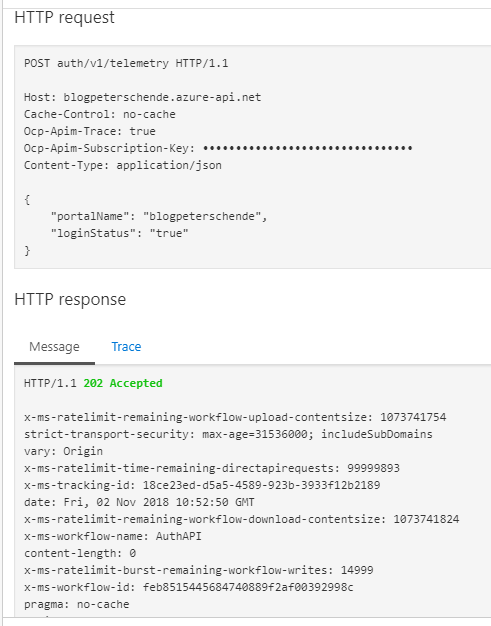 HTTP request
POST auth/v1/telemetry HTTP/1.1
Host: blogpeterschende.azure-api.net
Cache-Control: no-cache
Ocp-Apim-Trace: true
Ocp-Apim-Subscription-Key: ••••••••••••••••••••••••••••••••
Content-Type: application/json
{
    "portalName": "blogpeterschende",
    "loginStatus": "true"
}
HTTP response
Message Trace
HTTP/1.1 202 Accepted
x-ms-ratelimit-remaining-workflow-upload-contentsize: 1073741754
strict-transport-security: max-age=31536000; includeSubDomains
vary: Origin
x-ms-ratelimit-time-remaining-directapirequests: 99999893
x-ms-tracking-id: 18ce23ed-d5a5-4589-923b-3933f12b2189
date: Fri, 02 Nov 2018 10:52:50 GMT
x-ms-ratelimit-remaining-workflow-download-contentsize: 1073741824
x-ms-workflow-name: AuthAPI
content-length: 0
x-ms-ratelimit-burst-remaining-workflow-writes: 14999
x-ms-workflow-id: feb8515445684740889f2af00392998c
pragma: no-cache